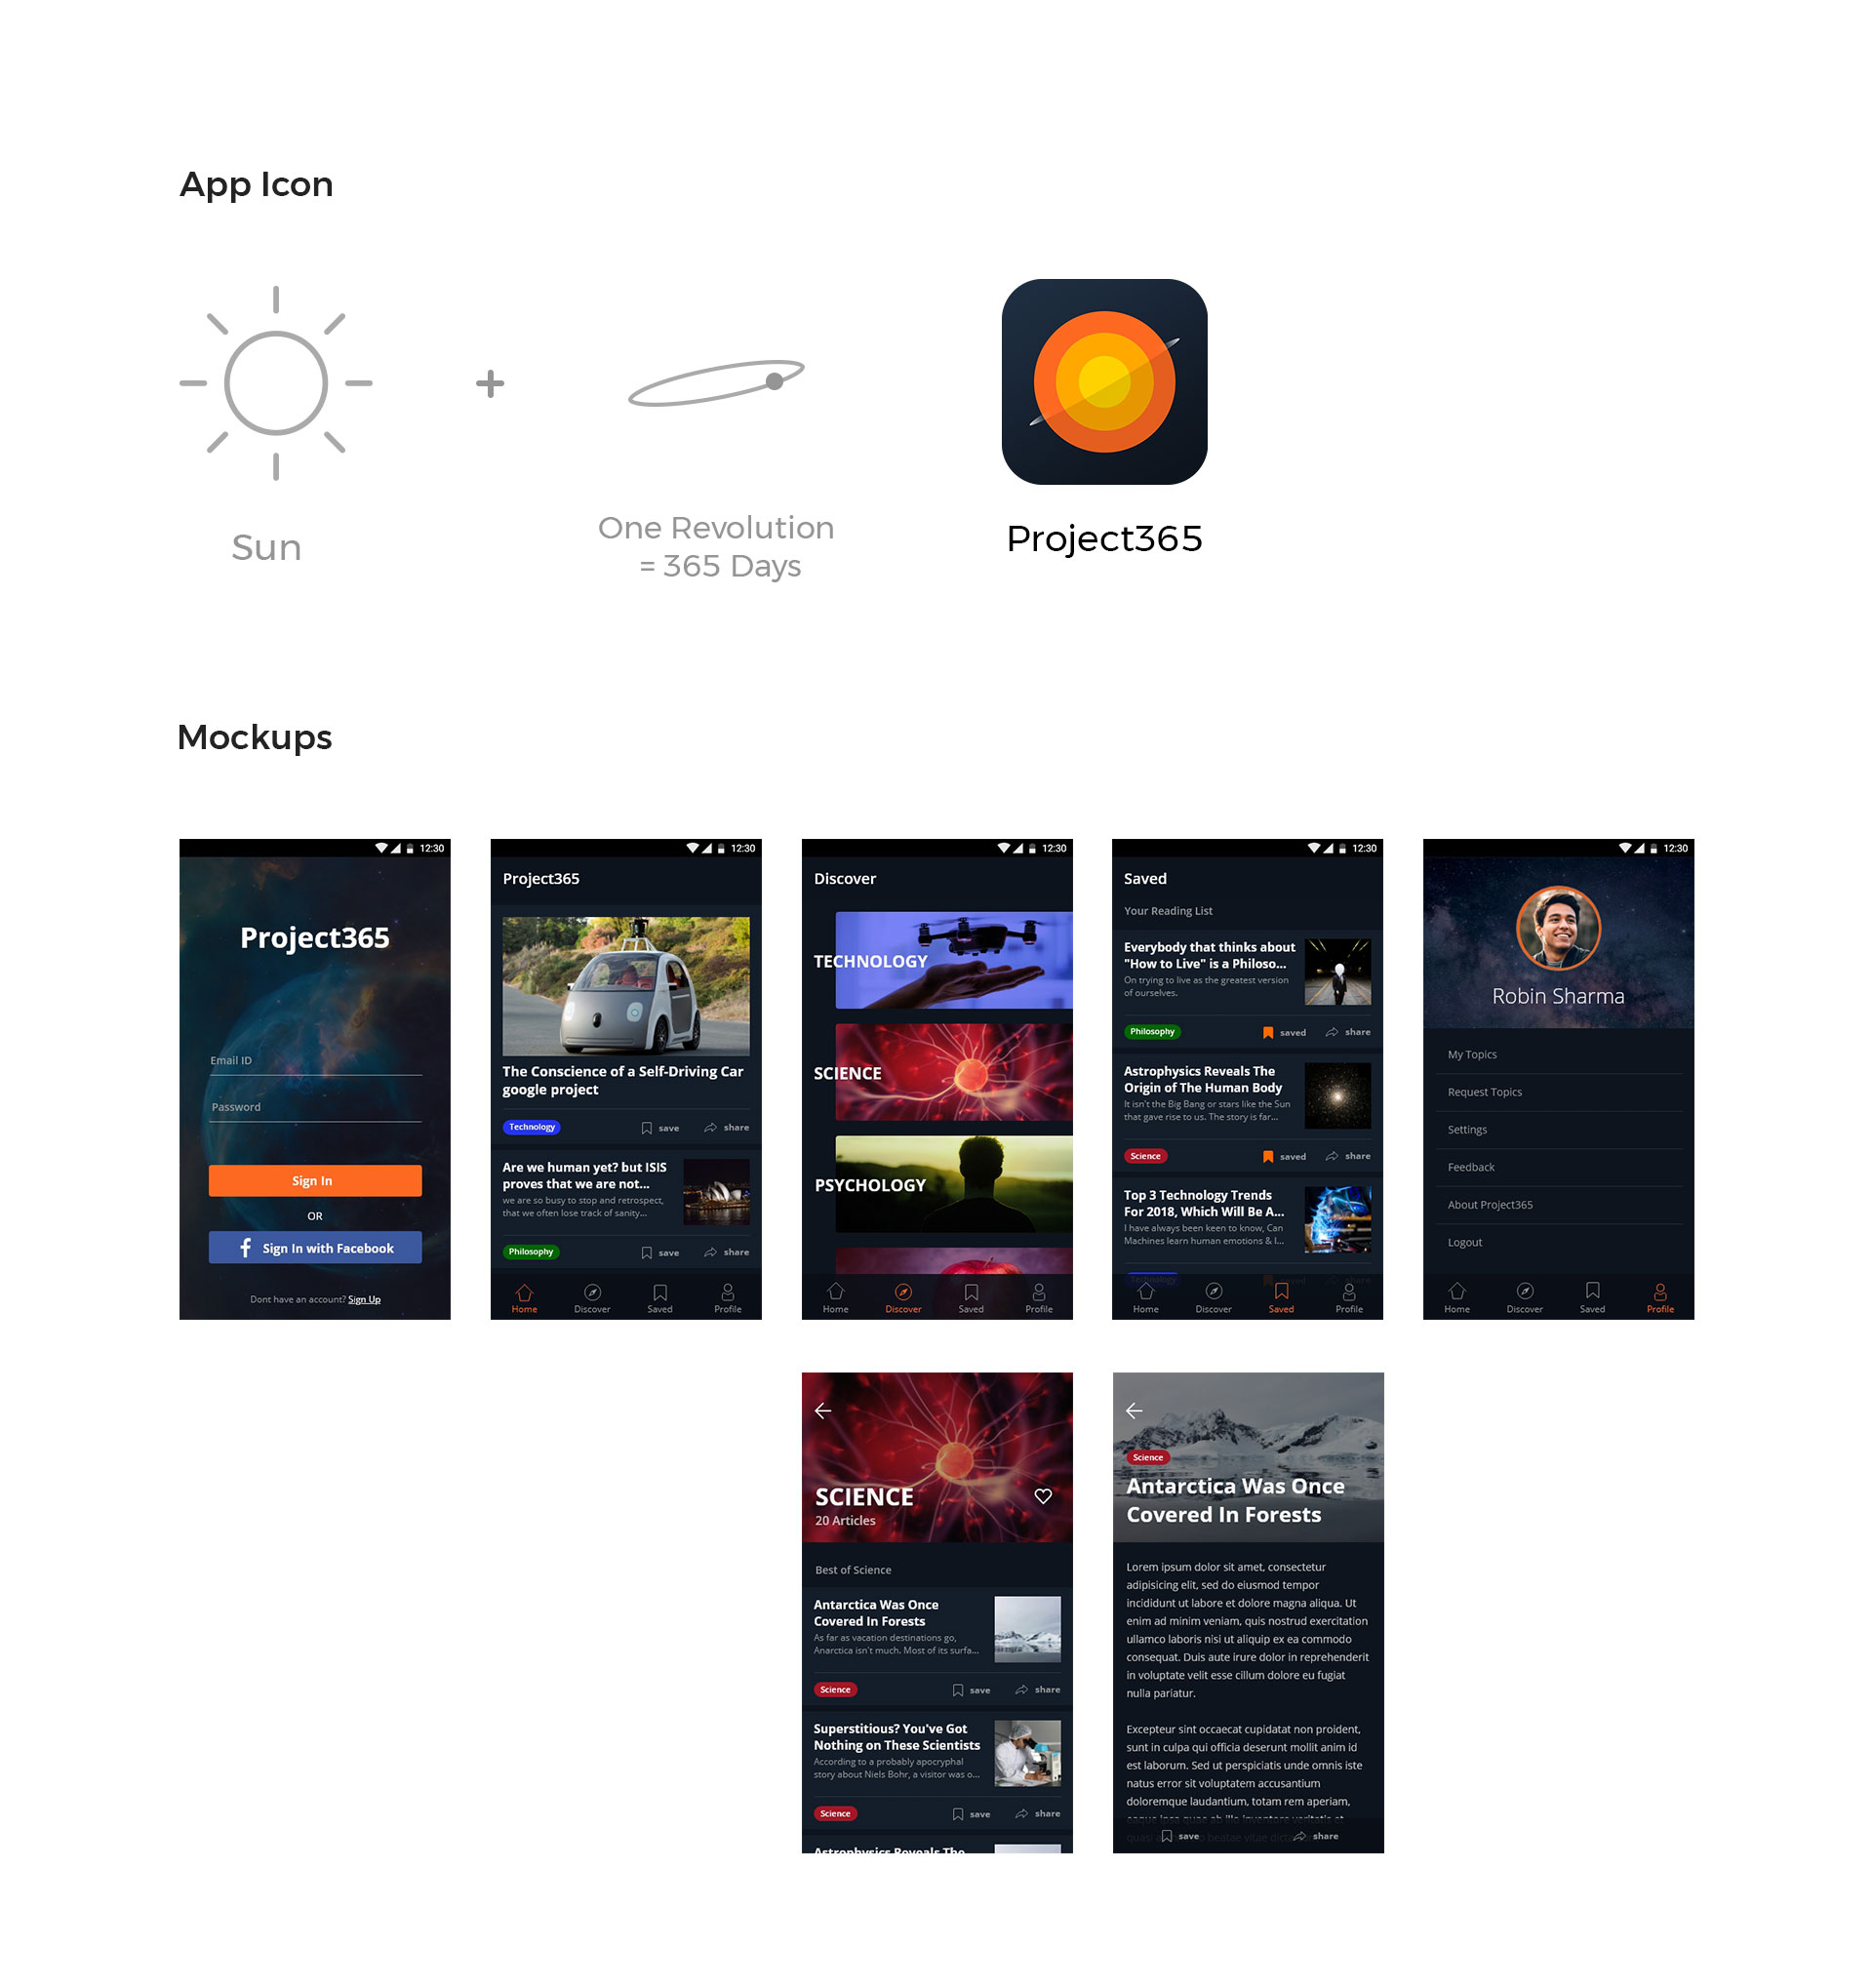 App Icon
+
Sun
One Revolution
= 365 Days
Project365
Mockups
12:30
Project365
Email ID
Password
Sign In
OR
f Sign In with Facebook
Dont have an account? Sign Up
12:30
Project365
The Conscience of a Self-Driving Car
google project
Technology
save
share
Are we human yet? but ISIS
proves that we are not...
we are so busy to stop and retrospect,
that we often lose track of sanity...
Philosophy
save
share
Home
Discover
Saved
Profile
12:30
Discover
TECHNOLOGY
SCIENCE
PSYCHOLOGY
Home
Discover
Saved
Profile
12:30
Saved
Your Reading List
Everybody that thinks about
"How to Live" is a Philoso...
On trying to live as the greatest version
of ourselves.
Philosophy
saved
share
Astrophysics Reveals The
Origin of The Human Body
It isn't the Big Bang or stars like the Sun
that gave rise to us. The story is far...
Science
saved
share
Top 3 Technology Trends
For 2018, Which Will Be A...
I have always been keen to know, Can
Machines learn human emotions & I...
Technology
saved
share
Home
Discover
Saved
Profile
12:30
Robin Sharma
My Topics
Request Topics
Settings
Feedback
About Project365
Logout
Home
Discover
Saved
Profile
SCIENCE
20 Articles
Best of Science
Antarctica Was Once
Covered In Forests
As far as vacation destinations go,
Anarctica isn't much. Most of its surfa...
Science
save
share
Superstitious? You've Got
Nothing on These Scientists
According to a probably apocryphal
story about Niels Bohr, a visitor was o...
Science
save
share
Astrophysics Reveals The
Science
Antarctica Was Once
Covered In Forests
Lorem ipsum dolor sit amet, consectetur
adipisicing elit, sed do eiusmod tempor
incididunt ut labore et dolore magna aliqua. Ut
enim ad minim veniam, quis nostrud exercitation
ullamco laboris nisi ut aliquip ex ea commodo
consequat. Duis aute irure dolor in reprehenderit
in voluptate velit esse cillum dolore eu fugiat
nulla pariatur.
Excepteur sint occaecat cupidatat non proident,
sunt in culpa qui officia deserunt mollit anim id
est laborum. Sed ut perspiciatis unde omnis iste
natus error sit voluptatem accusantium
doloremque laudantium, totam rem aperiam,
eaque ipsa quae ab illo inventore veritatis et
beatae vitae
save
share